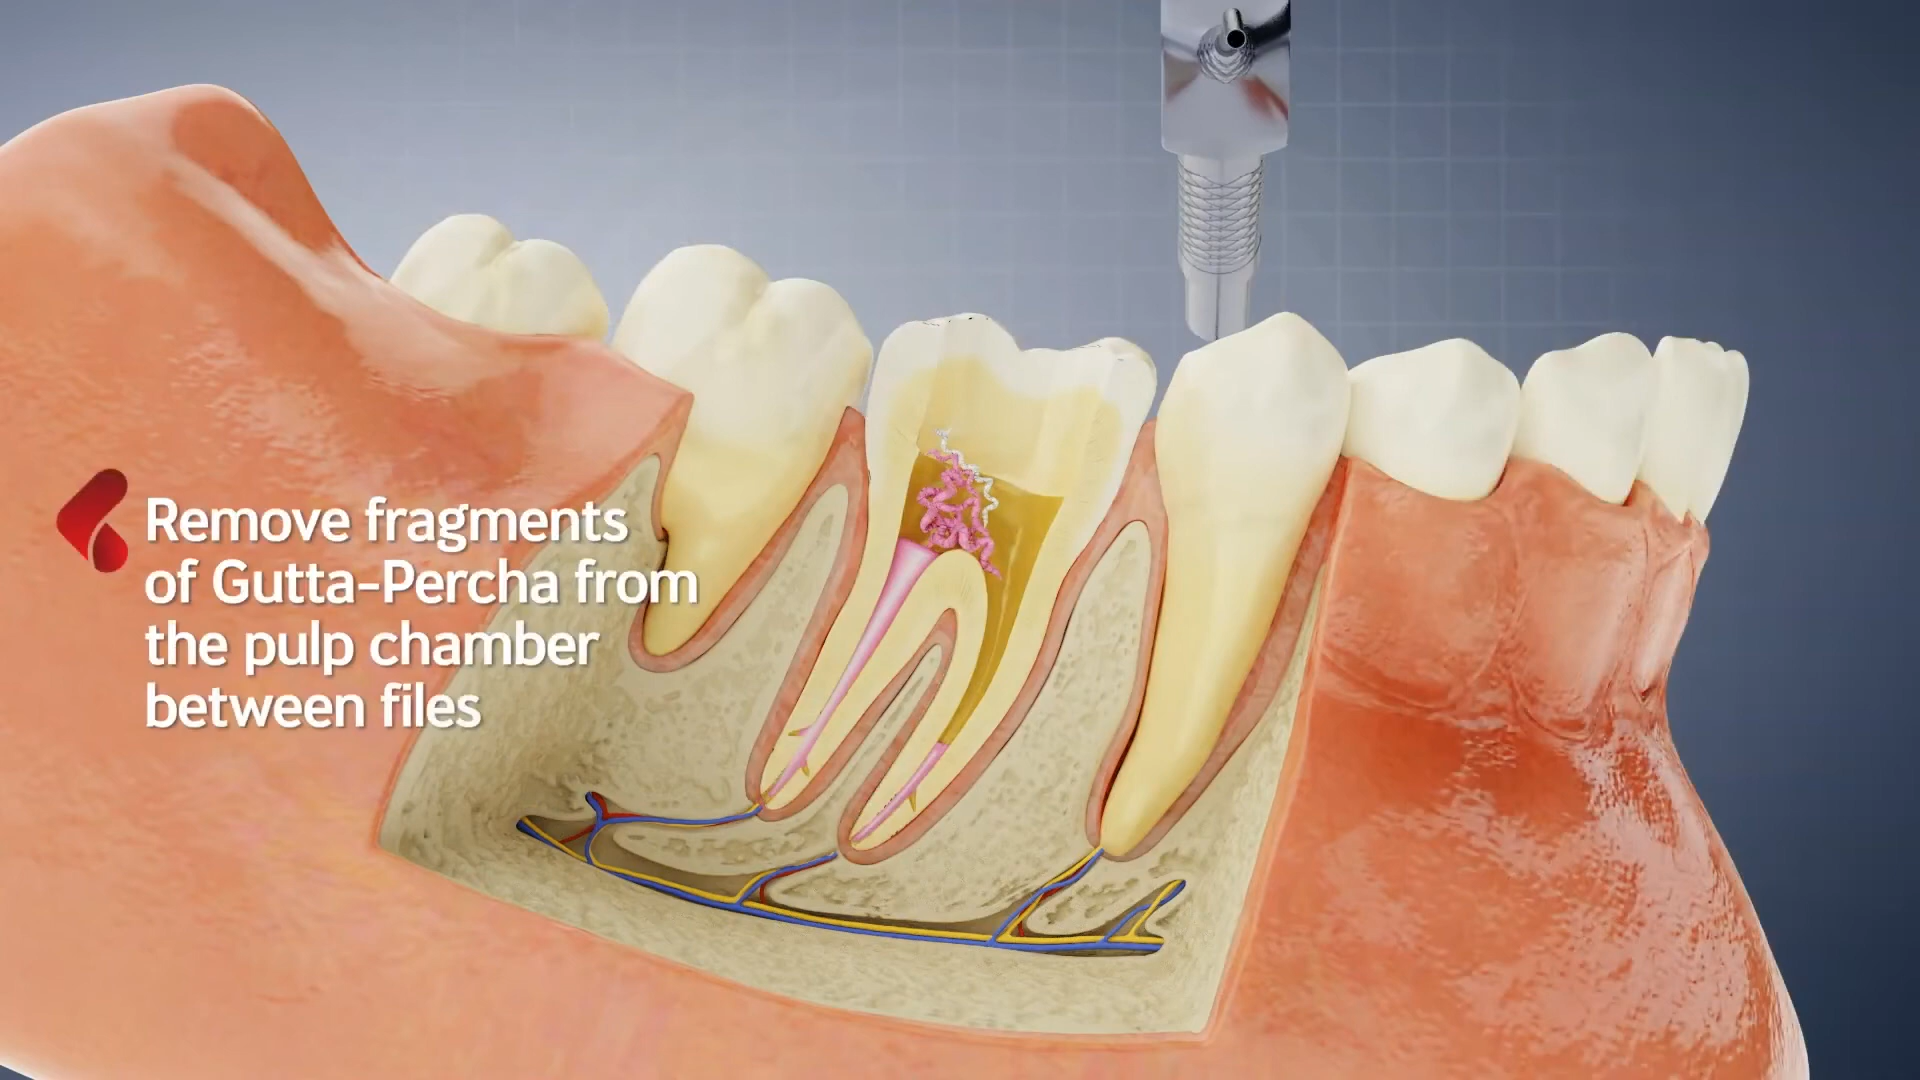 Remove fragments
of Gutta-Percha from
the pulp chamber
between files